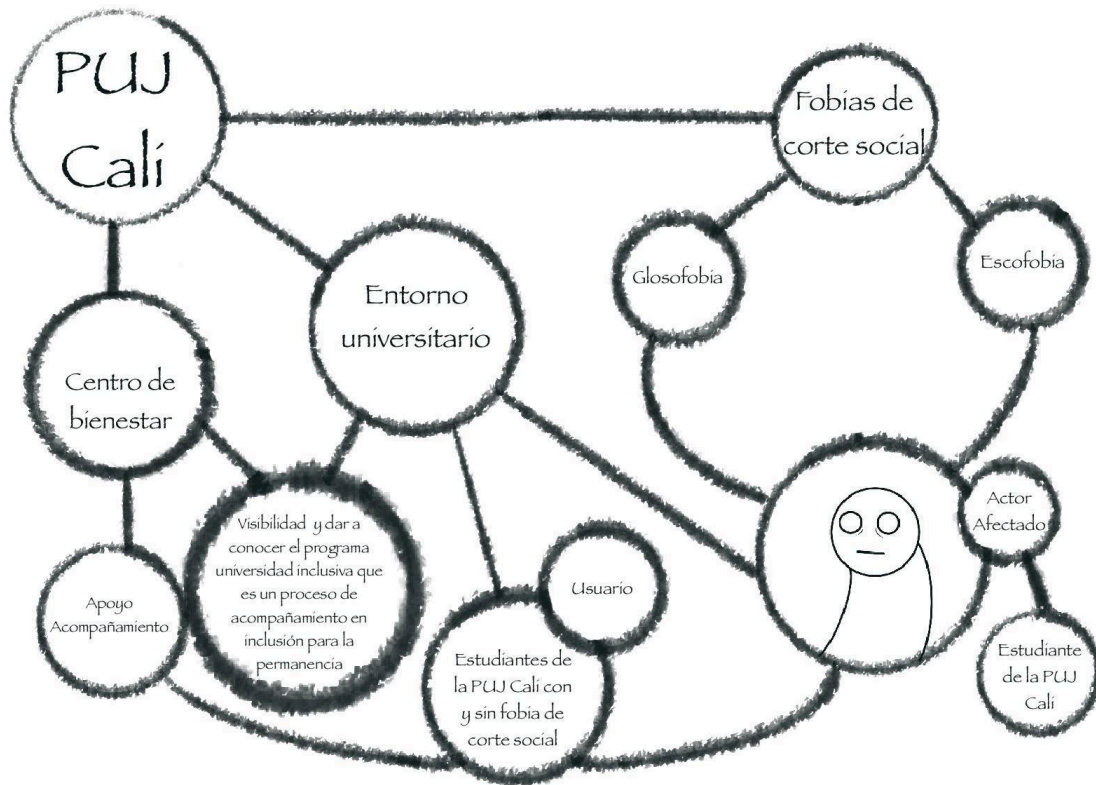 PUJ
Cali
Fobias de
corte social
Glosofobia
Escofobia
Entorno
universitario
Centro de
bienestar
Visibilidad y dar a
conocer el programa
universidad inclusiva que
es un proceso de
acompañamiento en
inclusión para la
permanencia
Apoyo
Acompañamiento
Usuario
Estudiantes de
la PUJ Cali con
y sin fobia de
corte social
Actor
Afectado
Estudiante
de la PUJ
Cali